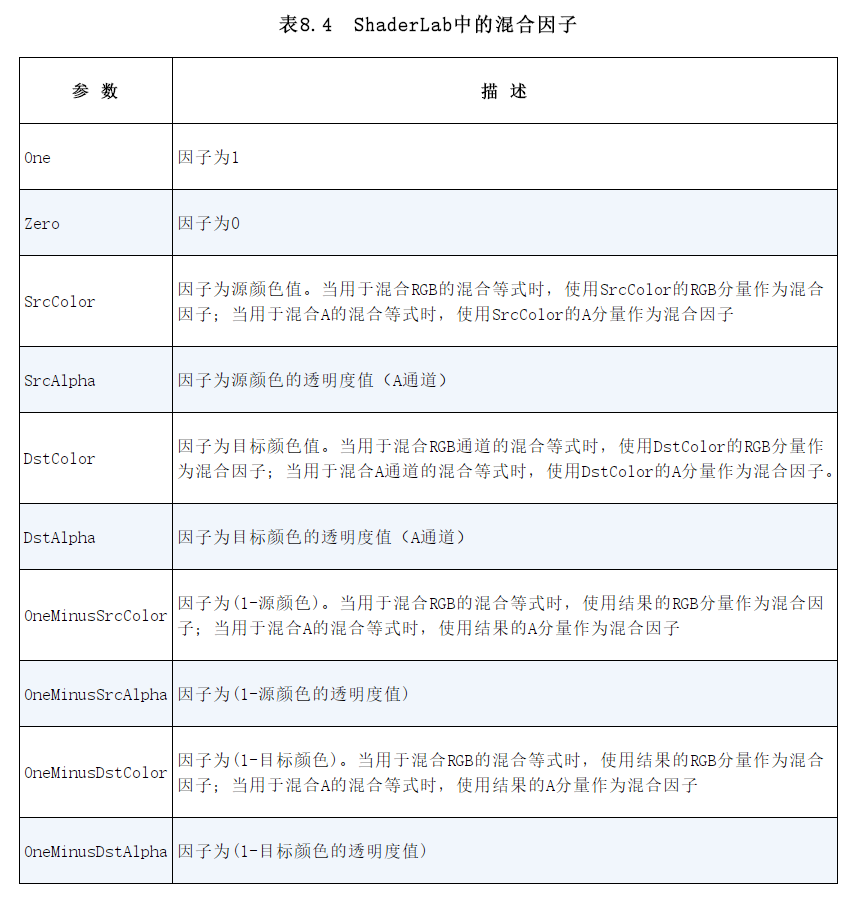 表8.4 ShaderLab中的混合因子
参 数
描 述
One
因子为1
Zero
因子为0
SrcColor
因子为源颜色值。当用于混合RGB的混合等式时，使用SrcColor的RGB分量作为混合
因子；当用于混合A的混合等式时，使用SrcColor的A分量作为混合因子
SrcAlpha
因子为源颜色的透明度值（A通道）
DstColor
因子为目标颜色值。当用于混合RGB通道的混合等式时，使用DstColor的RGB分量作
为混合因子；当用于混合A通道的混合等式时，使用DstColor的A分量作为混合因子。
DstAlpha
因子为目标颜色的透明度值（A通道）
OneMinusSrcColor
因子为(1-源颜色)。当用于混合RGB的混合等式时，使用结果的RGB分量作为混合因
子；当用于混合A的混合等式时，使用结果的A分量作为混合因子
OneMinusSrcAlpha
因子为(1-源颜色的透明度值)
OneMinusDstColor
因子为(1-目标颜色)。当用于混合RGB的混合等式时，使用结果的RGB分量作为混合
因子；当用于混合A的混合等式时，使用结果的A分量作为混合因子
OneMinusDstAlpha
因子为(1-目标颜色的透明度值)